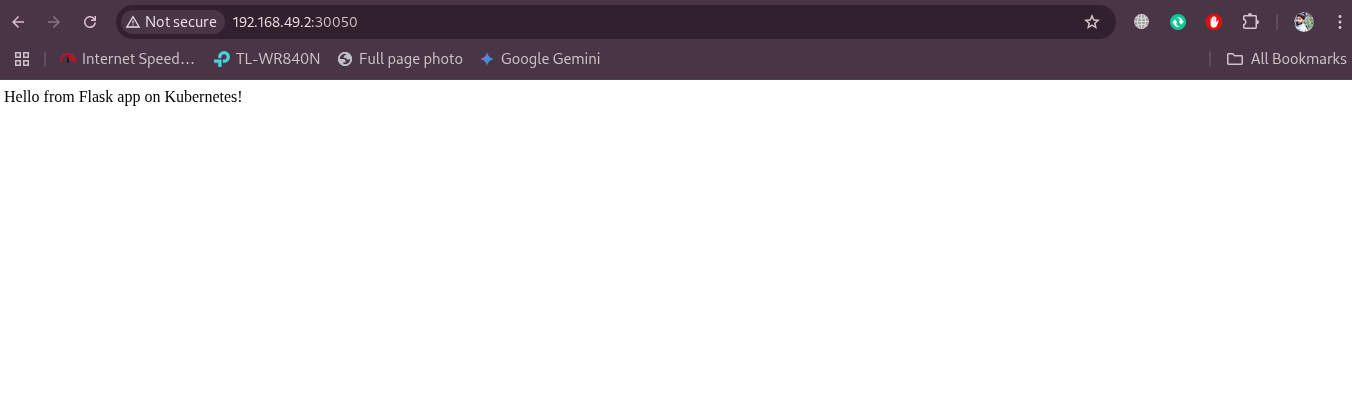 Not secure 192.168.49.2:30050
Internet Speed... TL-WR840N Full page photo Google Gemini All Bookmarks
Hello from Flask app on Kubernetes!